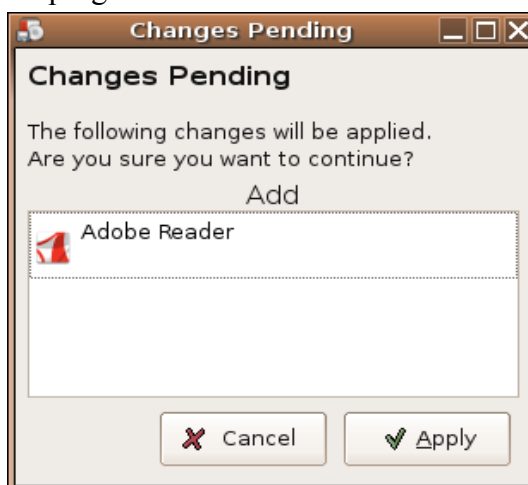 Changes Pending
Changes Pending
The following changes will be applied.
Are you sure you want to continue?
Add
Adobe Reader
Cancel
Apply